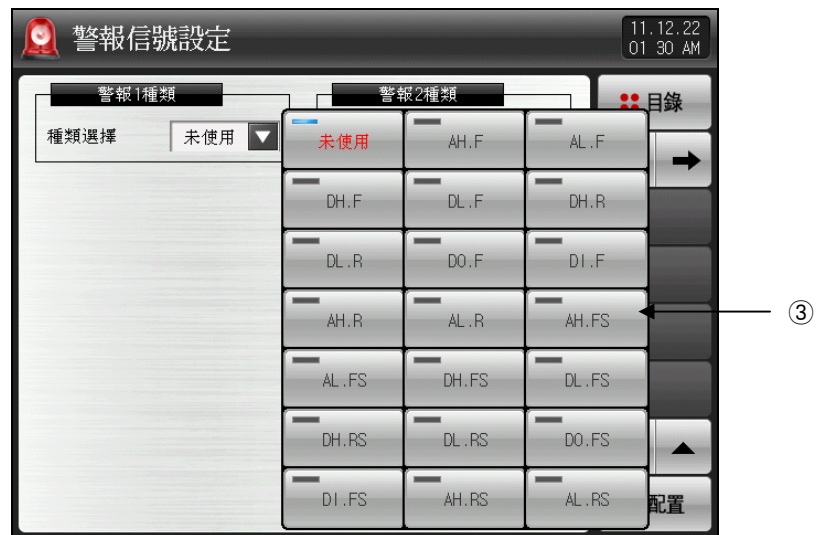 警報信號設定
11.12.22
01 30 AM
警報1種類
警報2種類
目錄
種類選擇 未使用
未使用 AH.F AL.F
DH.F DL.F DH.R
DL.R DO.F DI.F
AH.R AL.R AH.FS
③
AL.FS DH.FS DL.FS
DH.RS DL.RS DO.FS
DI.FS AH.RS AL.RS
配置